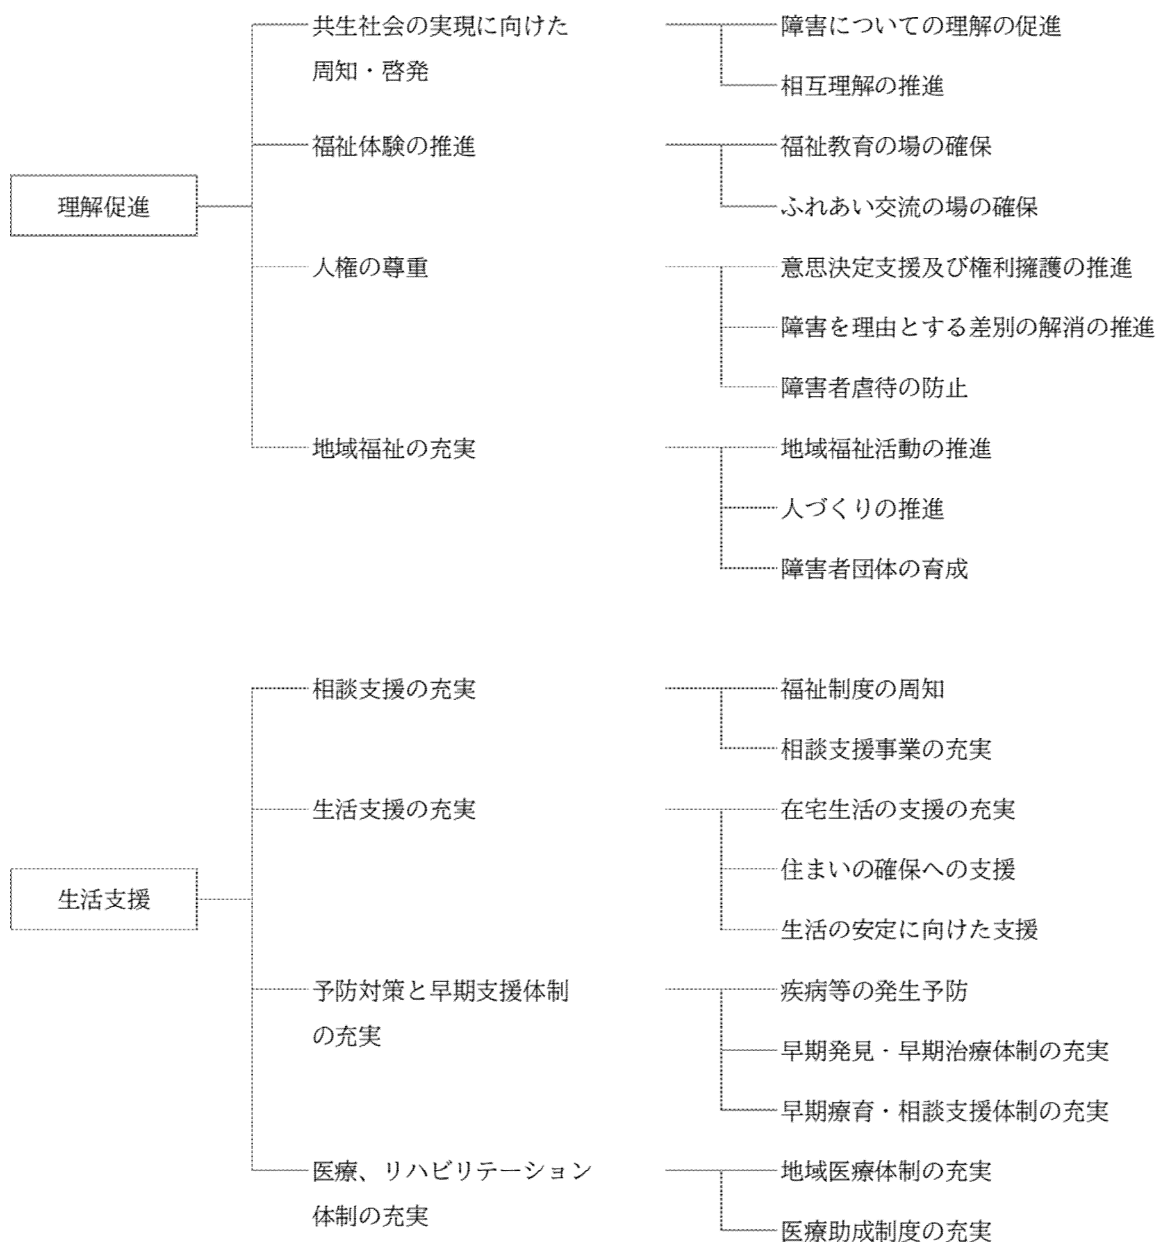 共生社会の実現に向けた
周知・啓発
障害についての理解の促進
相互理解の推進
福祉体験の推進
福祉教育の場の確保
理解促進
ふれあい交流の場の確保
人権の尊重
意思決定支援及び権利擁護の推進
障害を理由とする差別の解消の推進
障害者虐待の防止
地域福祉の充実
地域福祉活動の推進
人づくりの推進
障害者団体の育成
相談支援の充実
福祉制度の周知
相談支援事業の充実
生活支援の充実
在宅生活の支援の充実
住まいの確保への支援
生活支援
生活の安定に向けた支援
予防対策と早期支援体制
の充実
疾病等の発生予防
早期発見・早期治療体制の充実
早期療育・相談支援体制の充実
医療、リハビリテーション
体制の充実
地域医療体制の充実
医療助成制度の充実